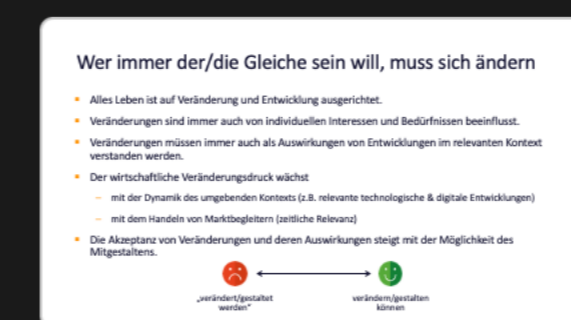 Wer immer der/die Gleiche sein will, muss sich ändern
Alles Leben ist auf Veränderung und Entwicklung ausgerichtet.
Veränderungen sind immer auch von individuellen Interessen und Bedürfnissen beeinflusst.
Veränderungen müssen immer auch als Auswirkungen von Entwicklungen im relevanten Kontext
verstanden werden.
Der wirtschaftliche Veränderungsdruck wächst
– mit der Dynamik des umgebenden Kontexts (z.B. relevante technologische & digitale Entwicklungen)
– mit dem Handeln von Marktbegleitern (zeitliche Relevanz)
Die Akzeptanz von Veränderungen und deren Auswirkungen steigt mit der Möglichkeit des
Mitgestaltens.
„verändert/gestaltet
werden“
verändern/gestalten
können